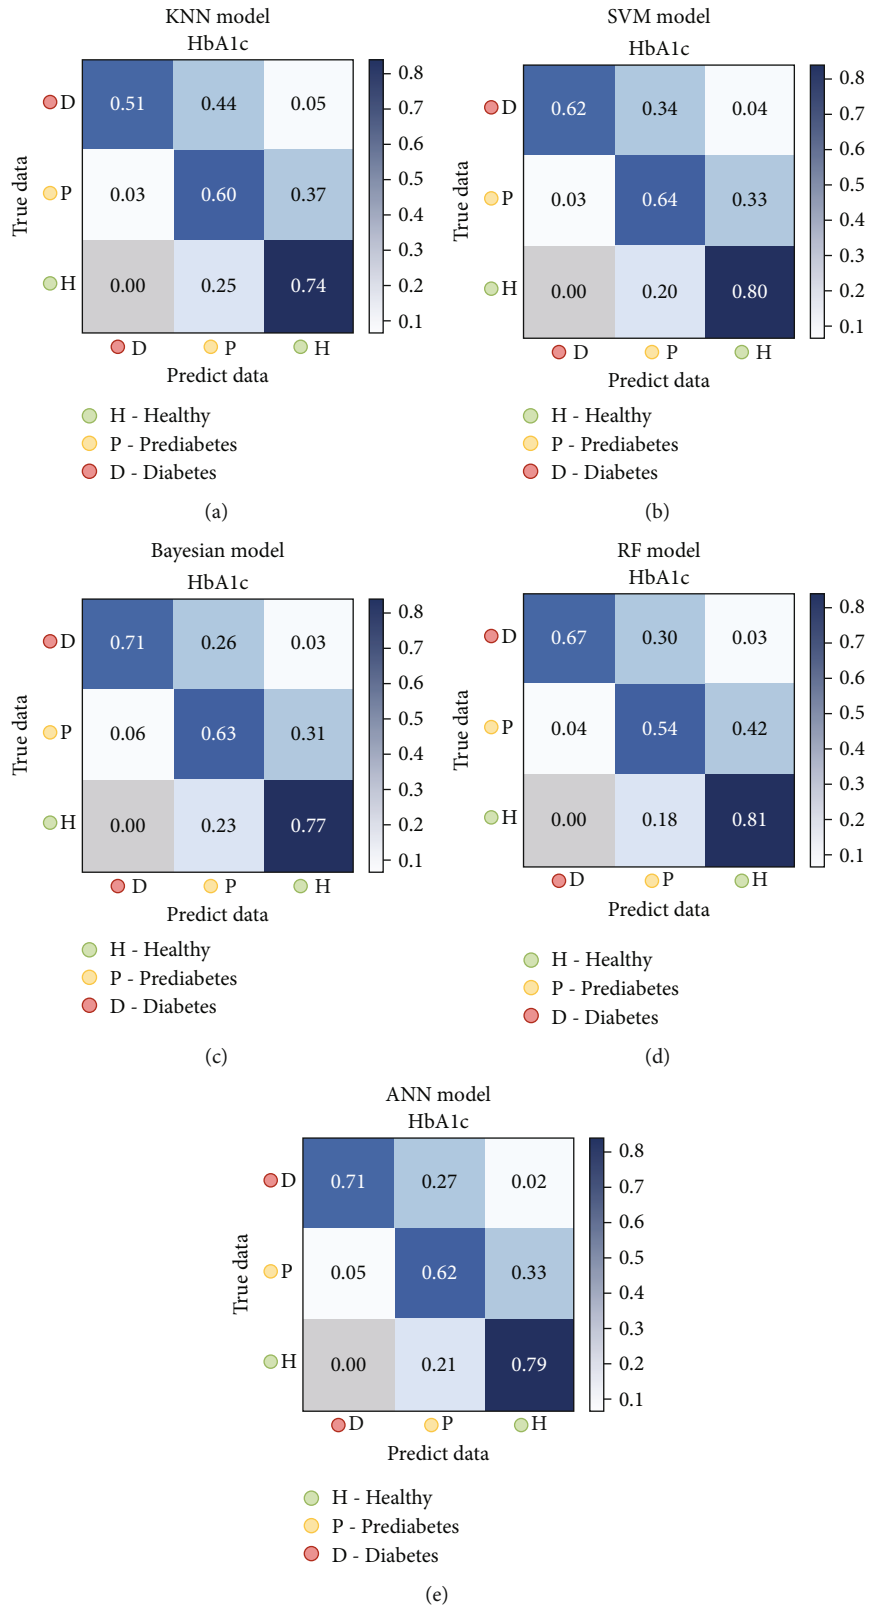 KNN model
HbA1c
D 0.51 0.44 0.05
P 0.03 0.60 0.37
H 0.00 0.25 0.74
D P H
True data
Predict data
0.8
0.7
0.6
0.5
0.4
0.3
0.2
0.1
H - Healthy
P - Prediabetes
D - Diabetes
(a)
SVM model
HbA1c
D 0.62 0.34 0.04
P 0.03 0.64 0.33
H 0.00 0.20 0.80
D P H
True data
Predict data
0.8
0.7
0.6
0.5
0.4
0.3
0.2
0.1
H - Healthy
P - Prediabetes
D - Diabetes
(b)
Bayesian model
HbA1c
D 0.71 0.26 0.03
P 0.06 0.63 0.31
H 0.00 0.23 0.77
D P H
True data
Predict data
0.8
0.7
0.6
0.5
0.4
0.3
0.2
0.1
H - Healthy
P - Prediabetes
D - Diabetes
(c)
RF model
HbA1c
D 0.67 0.30 0.03
P 0.04 0.54 0.42
H 0.00 0.18 0.81
D P H
True data
Predict data
0.8
0.7
0.6
0.5
0.4
0.3
0.2
0.1
H - Healthy
P - Prediabetes
D - Diabetes
(d)
ANN model
HbA1c
D 0.71 0.27 0.02
P 0.05 0.62 0.33
H 0.00 0.21 0.79
D P H
True data
Predict data
0.8
0.7
0.6
0.5
0.4
0.3
0.2
0.1
H - Healthy
P - Prediabetes
D - Diabetes
(e)